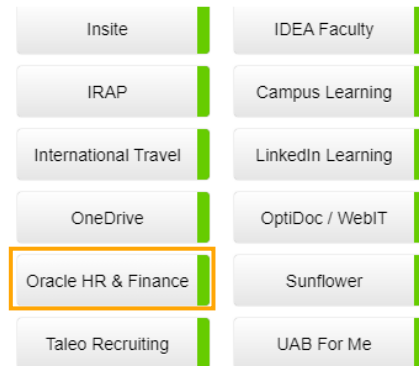 Insite
IDEA Faculty
IRAP
Campus Learning
International Travel
LinkedIn Learning
OneDrive
OptiDoc / WebIT
Oracle HR & Finance
Sunflower
Taleo Recruiting
UAB For Me